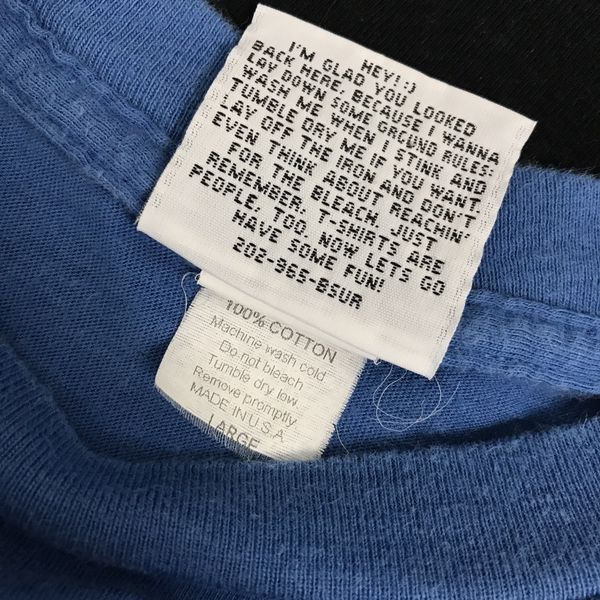 HEY! :)
I'M GLAD YOU LOOKED
BACK HERE, BECAUSE I WANNA
LAY DOWN SOME GROUND RULES:
WASH ME WHEN I STINK AND
TUMBLE DRY ME IF YOU WANT
LAY OFF THE IRON AND DON'T
EVEN THINK ABOUT REACHIN'
FOR THE BLEACH. JUST
REMEMBER, T-SHIRTS ARE
PEOPLE, TOO. NOW LETS GO
HAVE SOME FUN!
202-965-BSUR
100% COTTON
Machine wash cold.
Do not bleach
Tumble dry low
Remove promptly.
MADE IN U.S.A
LARGE